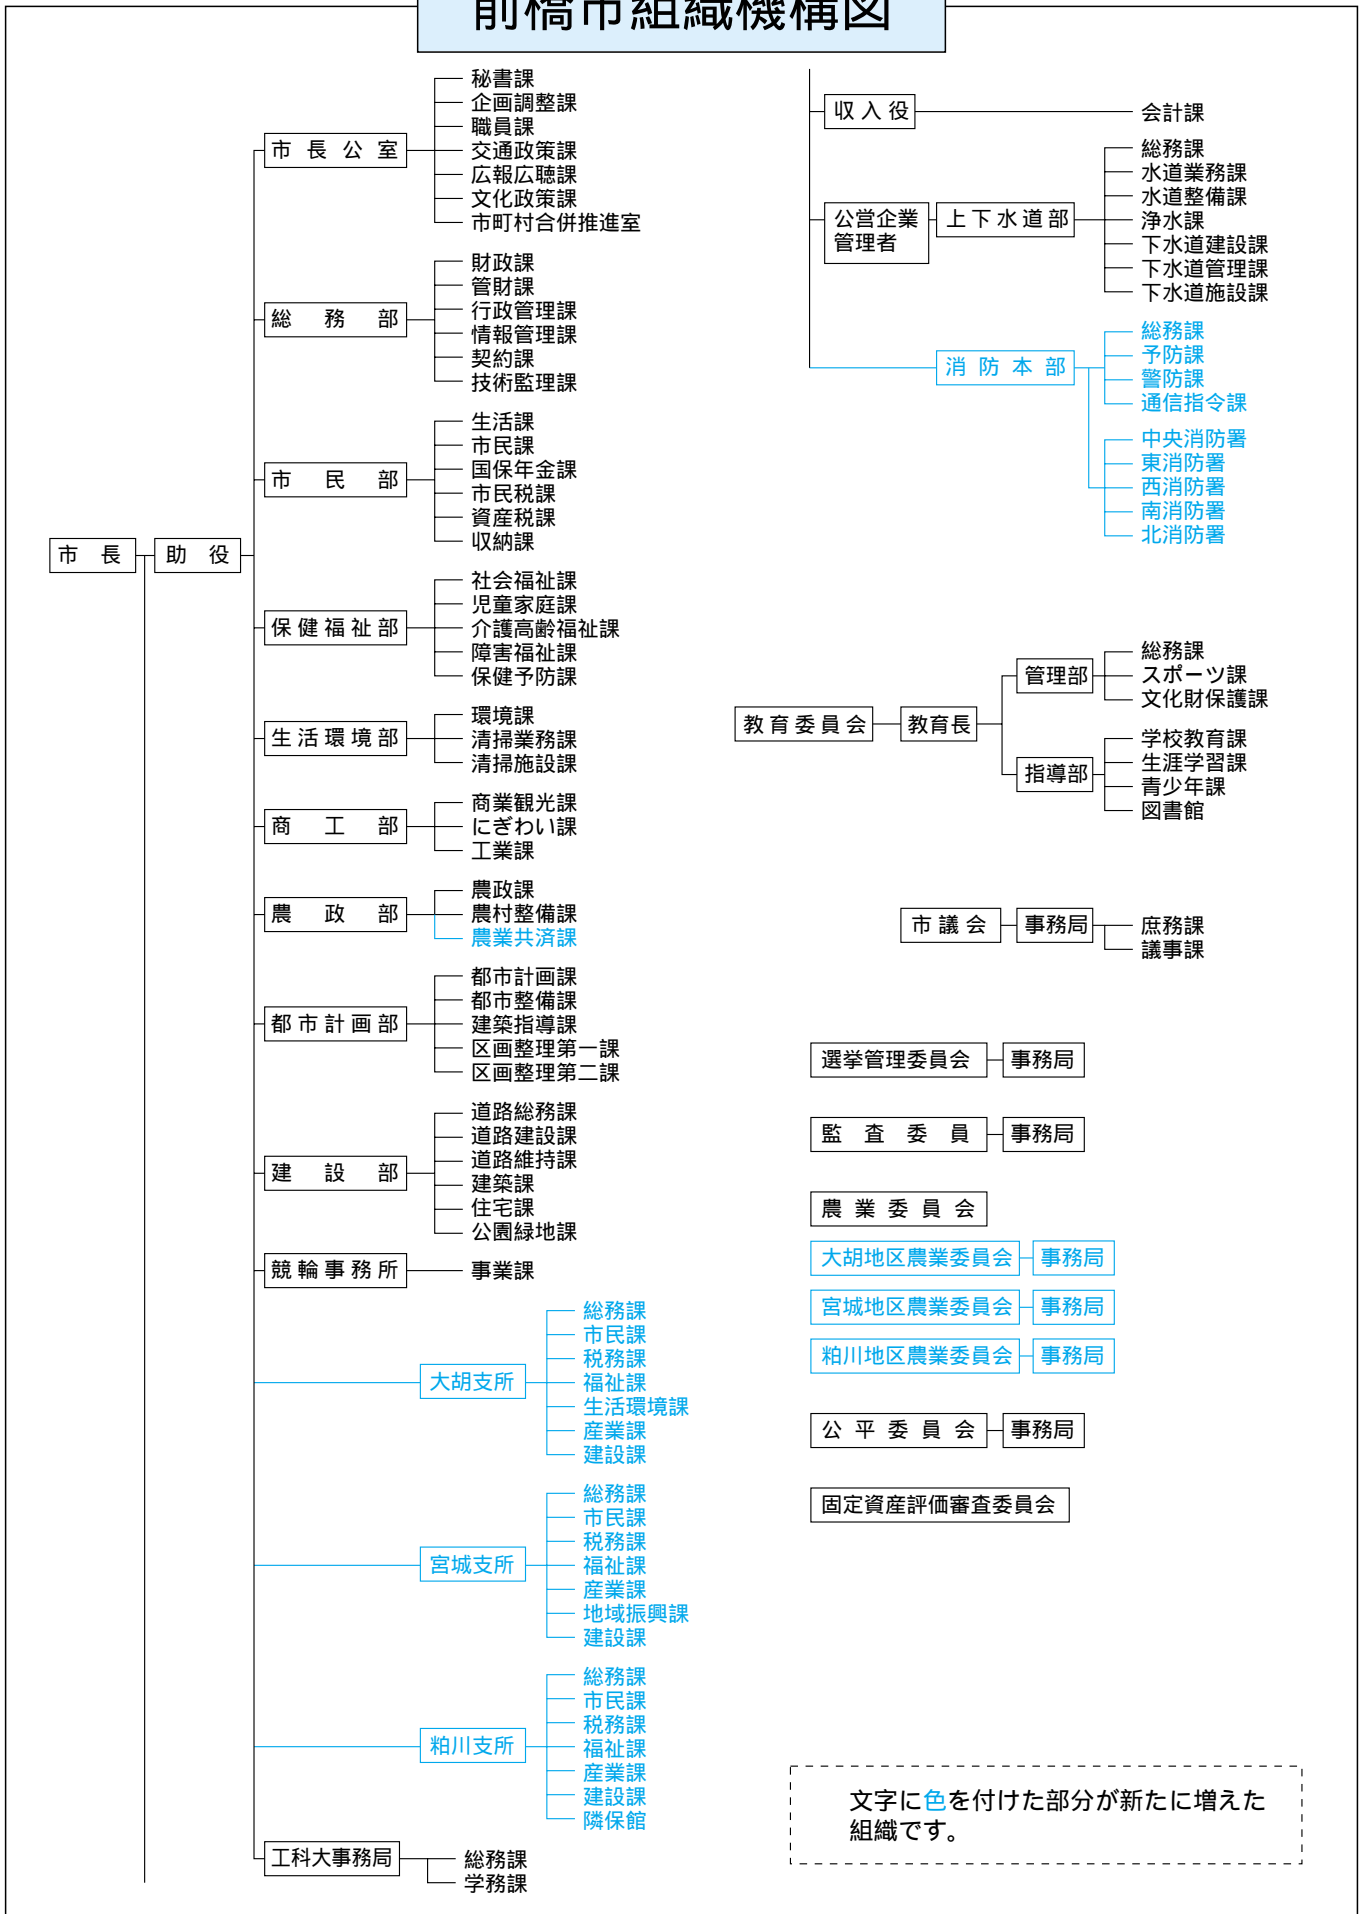 前橋市組織機構図
市長
助役
市長公室
秘書課
企画調整課
職員課
交通政策課
広報広聴課
文化政策課
市町村合併推進室
総務部
財政課
管財課
行政管理課
情報管理課
契約課
技術監理課
市民部
生活課
市民課
国保年金課
市民税課
資産税課
収納課
保健福祉部
社会福祉課
児童家庭課
介護高齢福祉課
障害福祉課
保健予防課
生活環境部
環境課
清掃業務課
清掃施設課
商工部
商業観光課
にぎわい課
工業課
農政部
農政課
農村整備課
農業共済課
都市計画部
都市計画課
都市整備課
建築指導課
区画整理第一課
区画整理第二課
建設部
道路総務課
道路建設課
道路維持課
建築課
住宅課
公園緑地課
競輪事務所
事業課
大胡支所
総務課
市民課
税務課
福祉課
生活環境課
産業課
建設課
宮城支所
総務課
市民課
税務課
福祉課
産業課
地域振興課
建設課
粕川支所
総務課
市民課
税務課
福祉課
産業課
建設課
隣保館
工科大事務局
総務課
学務課
収入役
会計課
公営企業
管理者
上下水道部
総務課
水道業務課
水道整備課
浄水課
下水道建設課
下水道管理課
下水道施設課
消防本部
総務課
予防課
警防課
通信指令課
中央消防署
東消防署
西消防署
南消防署
北消防署
教育委員会
教育長
管理部
総務課
スポーツ課
文化財保護課
指導部
学校教育課
生涯学習課
青少年課
図書館
市議会
事務局
庶務課
議事課
選挙管理委員会
事務局
監査委員
事務局
農業委員会
大胡地区農業委員会
事務局
宮城地区農業委員会
事務局
粕川地区農業委員会
事務局
公平委員会
事務局
固定資産評価審査委員会
文字に色を付けた部分が新たに増えた
組織です。